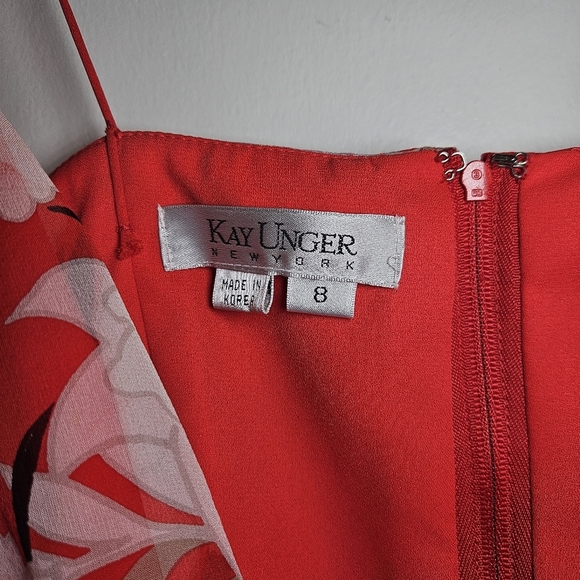 KAY UNGER
NEW YORK
MADE IN
KOREA
8